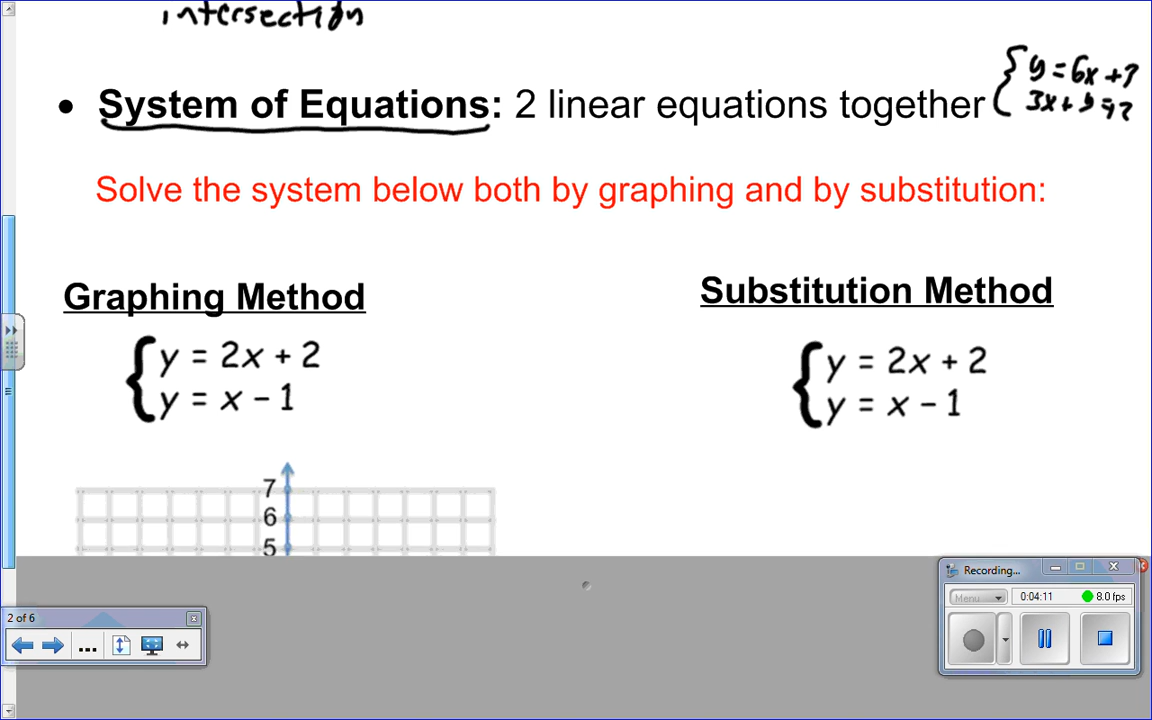 intersection
• System of Equations: 2 linear equations together
{ y = 6x + 7
Solve the system below both by graphing and by substitution:
Graphing Method
y = 2x + 2
y = x - 1
Substitution Method
y = 2x + 2
y = x - 1
7
6
5
Recording...
Menu
0:04:11
8.0 fps
2 of 6
...